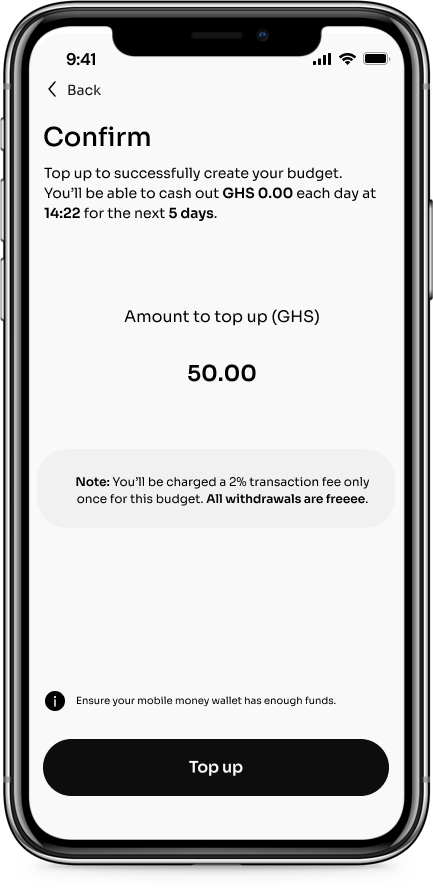 9:41
Back
Confirm
Top up to successfully create your budget.
You’ll be able to cash out GHS 0.00 each day at
14:22 for the next 5 days.
Amount to top up (GHS)
50.00
Note: You’ll be charged a 2% transaction fee only
once for this budget. All withdrawals are freeee.
Ensure your mobile money wallet has enough funds.
Top up